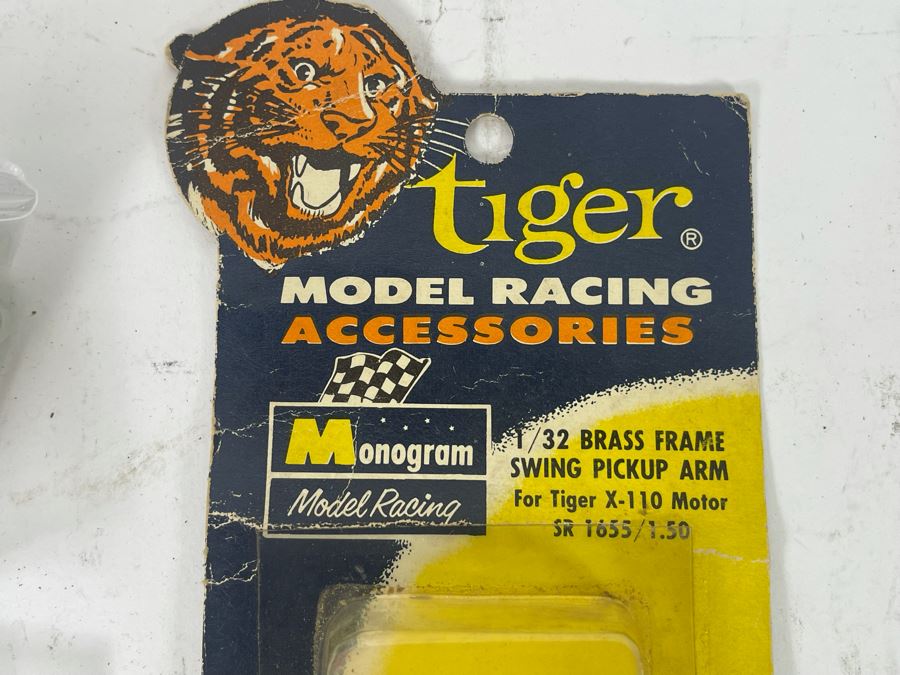 tiger ®
MODEL RACING
ACCESSORIES
Monogram
Model Racing
1/32 BRASS FRAME
SWING PICKUP ARM
For Tiger X-110 Motor
SR 1655/1.50